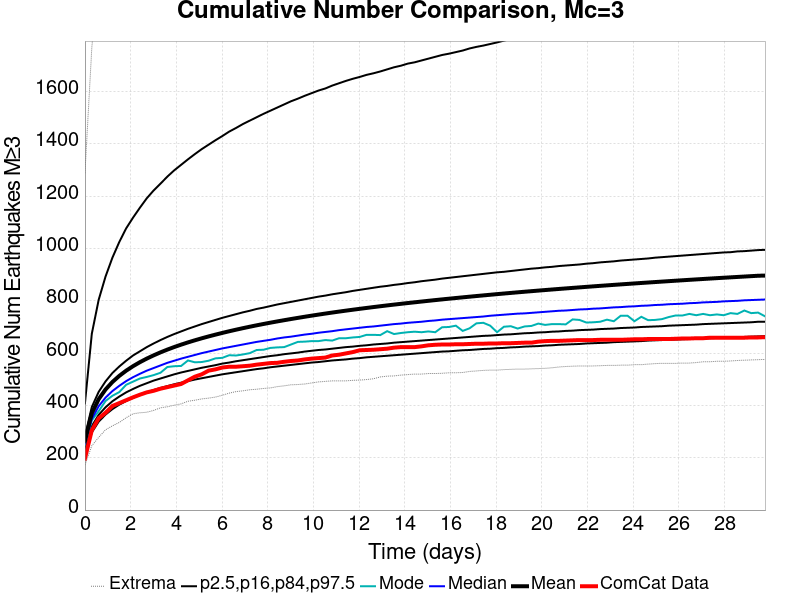 Cumulative Number Comparison, Mc=3
Cumulative Num Earthquakes M≥3
1600
1400
1200
1000
800
600
400
200
0
0 2 4 6 8 10 12 14 16 18 20 22 24 26 28
Time (days)
Extrema p2.5,p16,p84,p97.5 Mode Median Mean ComCat Data